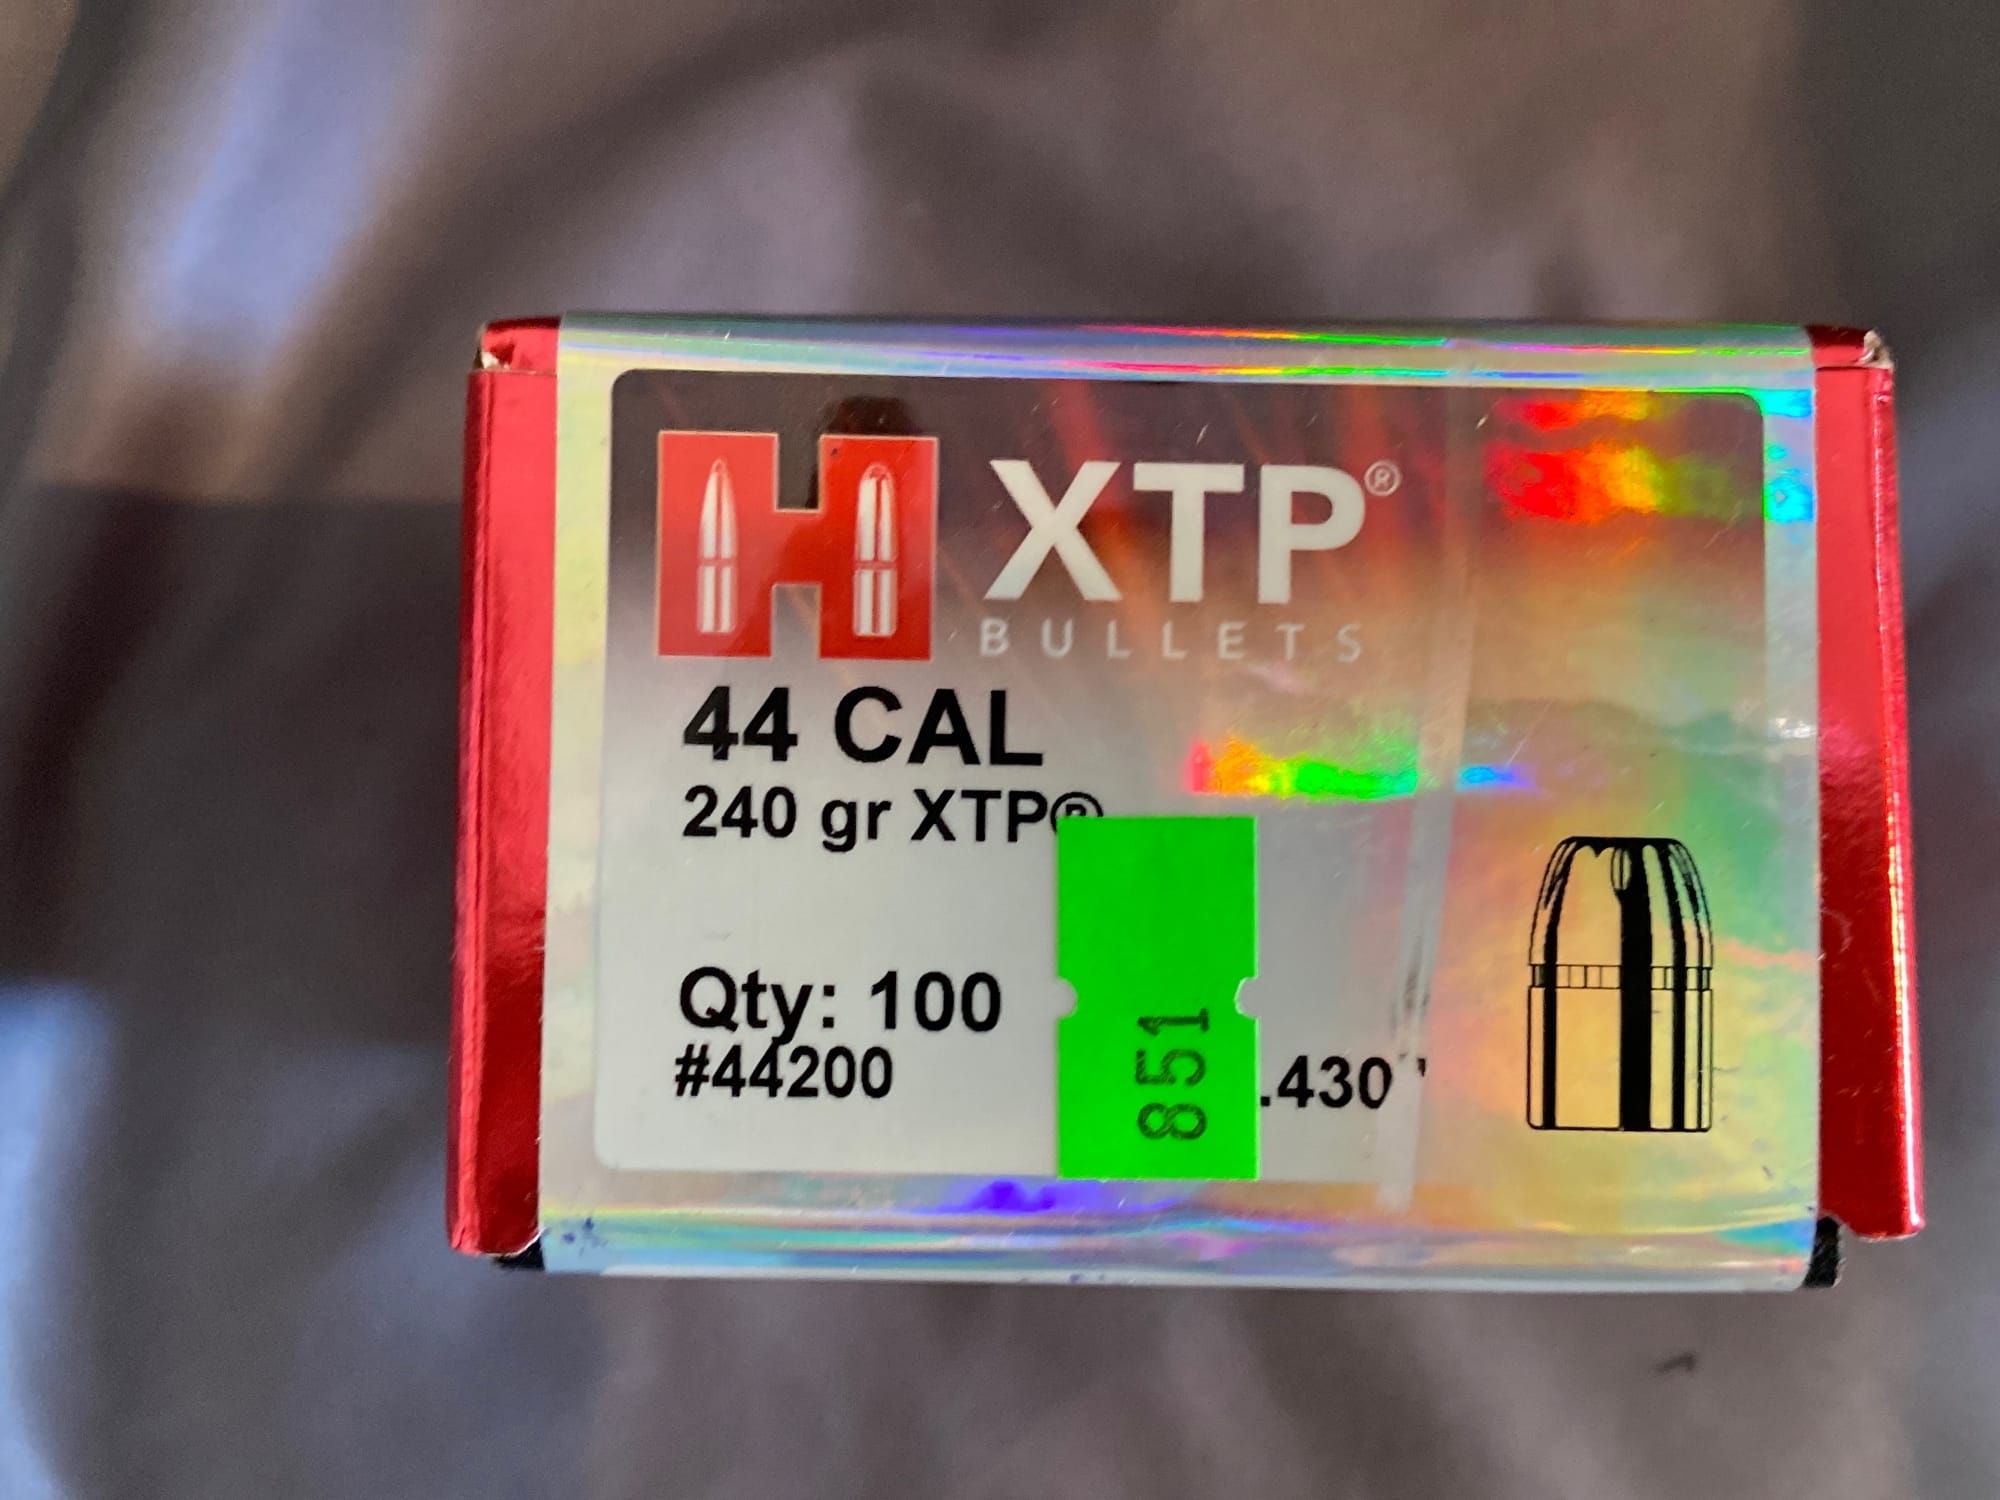 H XTP®
BULLETS
44 CAL
240 gr XTP®
Qty: 100
#44200
851
.430"